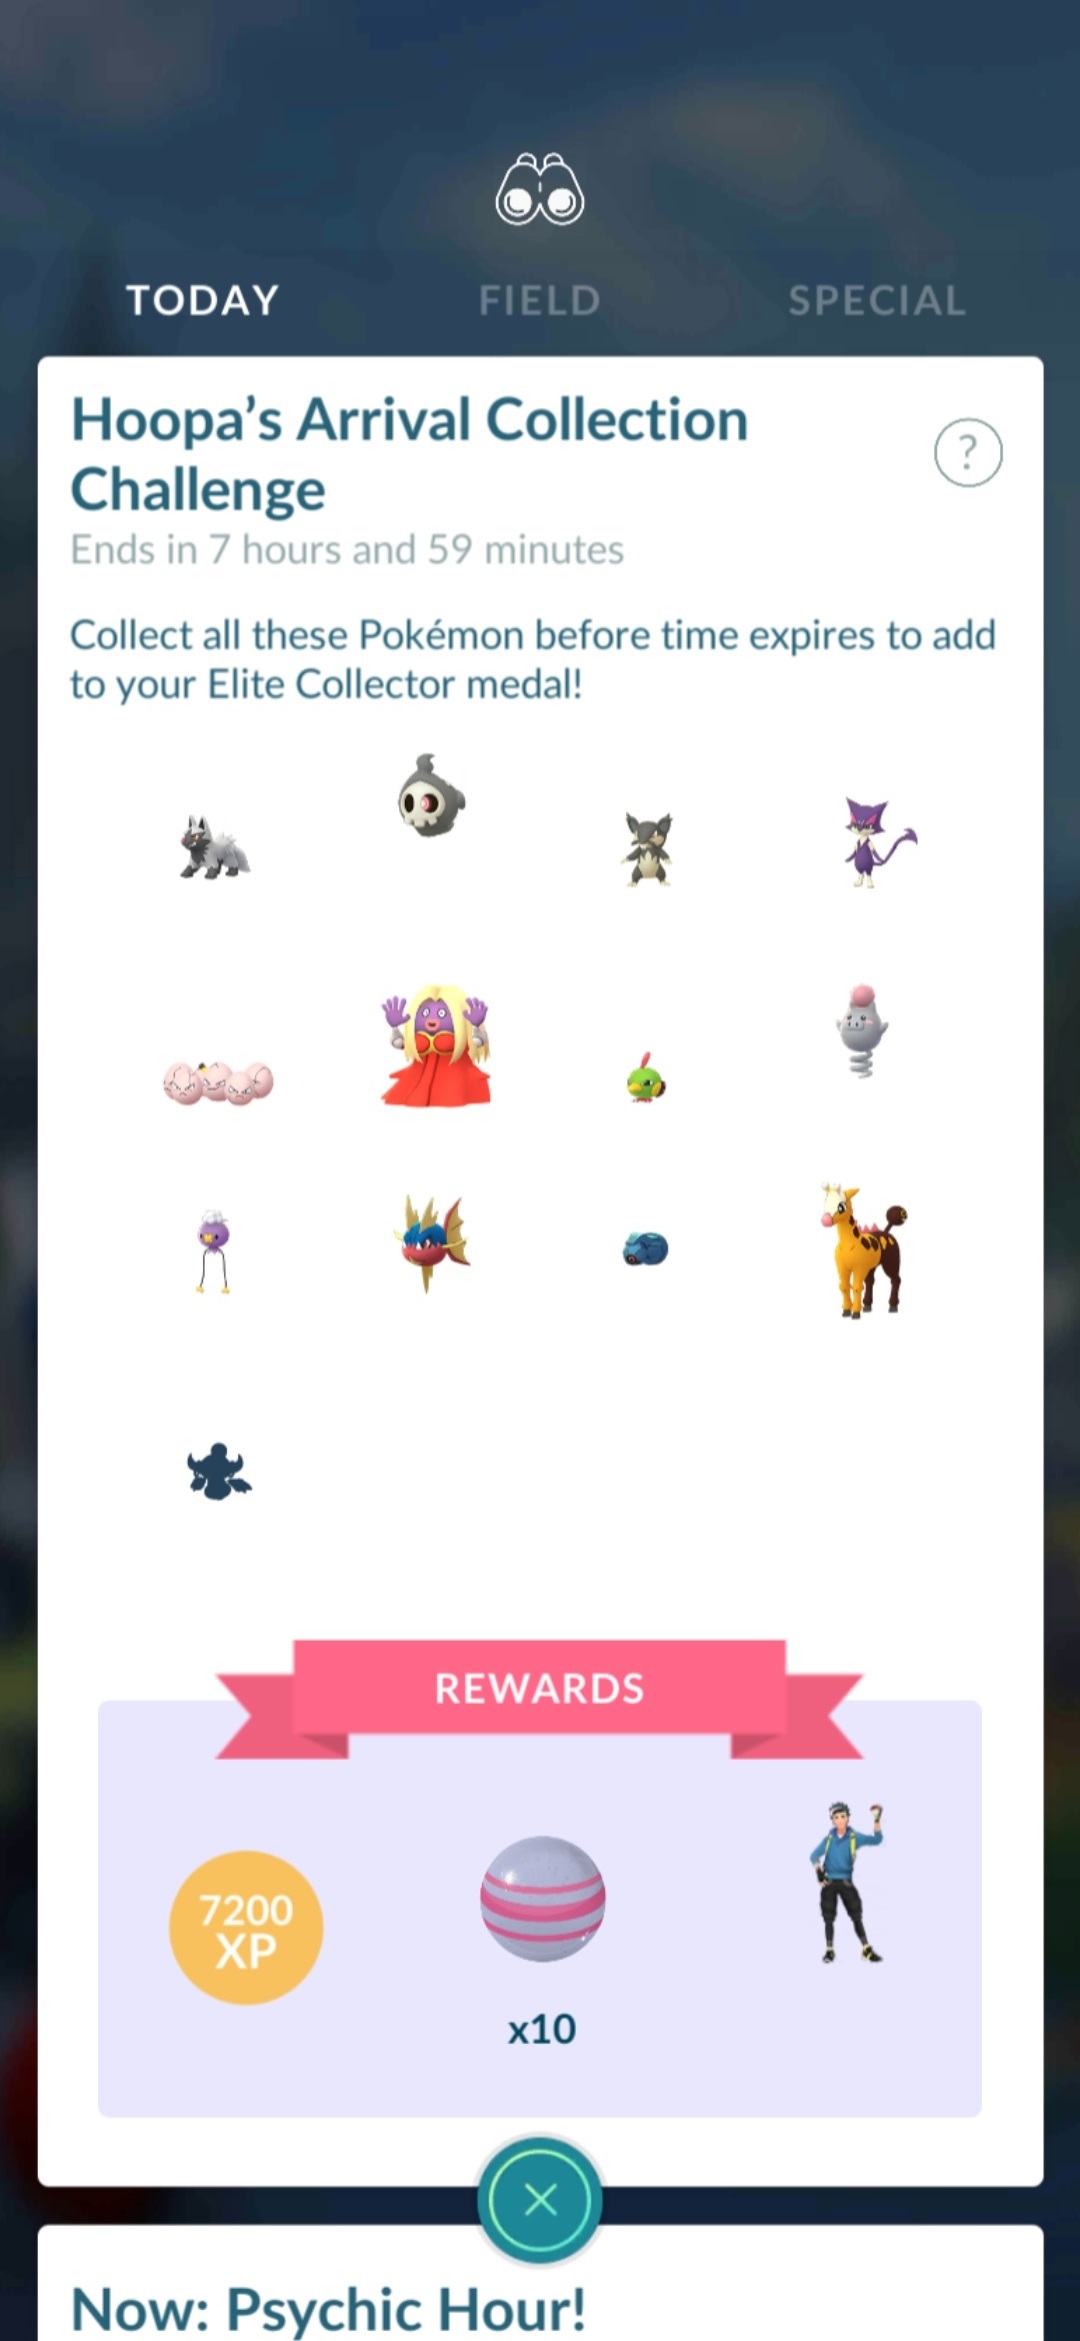 TODAY
FIELD
SPECIAL
Hoopa’s Arrival Collection
Challenge
?
Ends in 7 hours and 59 minutes
Collect all these Pokémon before time expires to add
to your Elite Collector medal!
REWARDS
7200
XP
x10
Now: Psychic Hour!